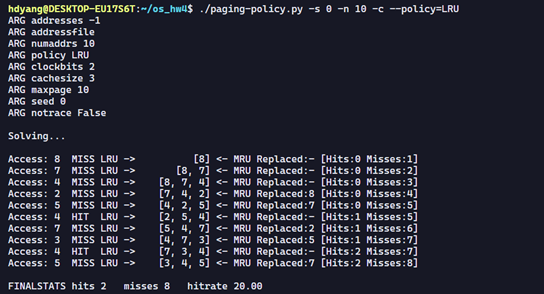 hdyang@DESKTOP-EU17S6T:~/os_hw4$ ./paging-policy.py -s 0 -n 10 -c --policy=LRU
ARG addresses -1
ARG addressfile
ARG numaddrs 10
ARG policy LRU
ARG clockbits 2
ARG cachesize 3
ARG maxpage 10
ARG seed 0
ARG notrace False

Solving...

Access: 8  MISS LRU ->          [8] <- MRU Replaced:- [Hits:0 Misses:1]
Access: 7  MISS LRU ->       [8, 7] <- MRU Replaced:- [Hits:0 Misses:2]
Access: 4  MISS LRU ->    [8, 7, 4] <- MRU Replaced:- [Hits:0 Misses:3]
Access: 2  MISS LRU ->    [7, 4, 2] <- MRU Replaced:8 [Hits:0 Misses:4]
Access: 5  MISS LRU ->    [4, 2, 5] <- MRU Replaced:7 [Hits:0 Misses:5]
Access: 4  HIT  LRU ->    [2, 5, 4] <- MRU Replaced:- [Hits:1 Misses:5]
Access: 7  MISS LRU ->    [5, 4, 7] <- MRU Replaced:2 [Hits:1 Misses:6]
Access: 3  MISS LRU ->    [4, 7, 3] <- MRU Replaced:5 [Hits:1 Misses:7]
Access: 4  HIT  LRU ->    [7, 3, 4] <- MRU Replaced:- [Hits:2 Misses:7]
Access: 5  MISS LRU ->    [3, 4, 5] <- MRU Replaced:7 [Hits:2 Misses:8]

FINALSTATS hits 2   misses 8   hitrate 20.00